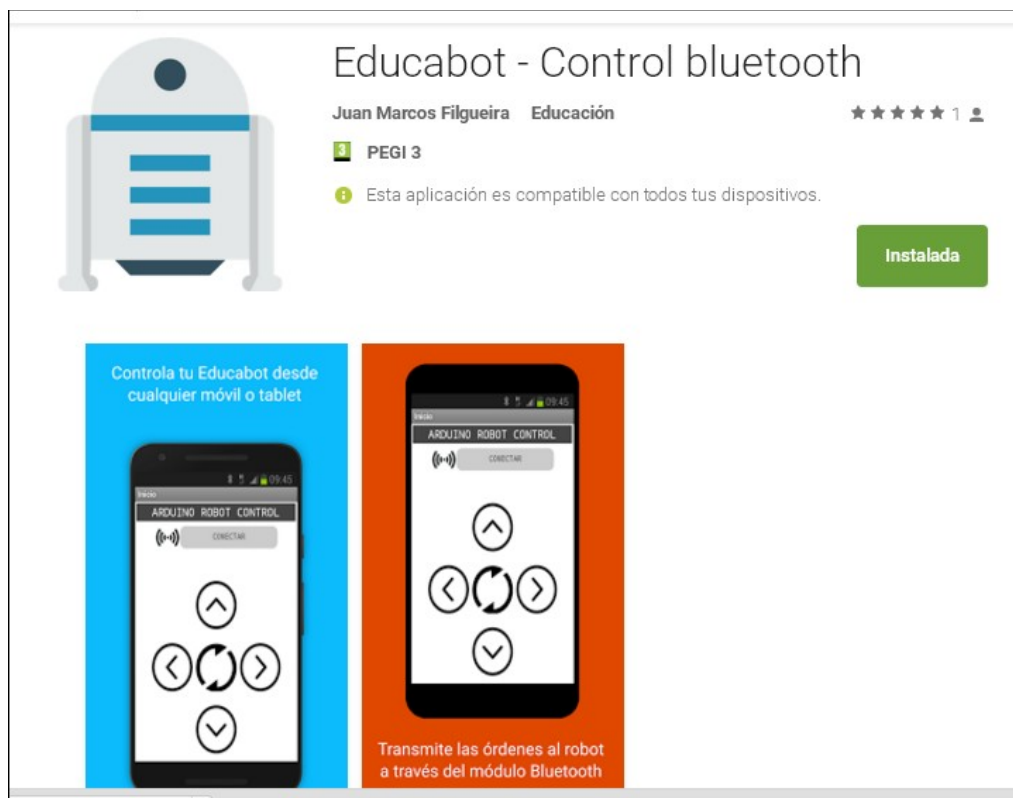 Educabot - Control bluetooth
Juan Marcos Filgueira Educación 1
3 PEGI 3
Esta aplicación es compatible con todos tus dispositivos.
Instalada
Controla tu Educabot desde
cualquier móvil o tablet
09:45
Inicio
ARDUINO ROBOT CONTROL
CONECTAR
09:45
Inicio
ARDUINO ROBOT CONTROL
CONECTAR
Transmite las órdenes al robot
a través del módulo Bluetooth